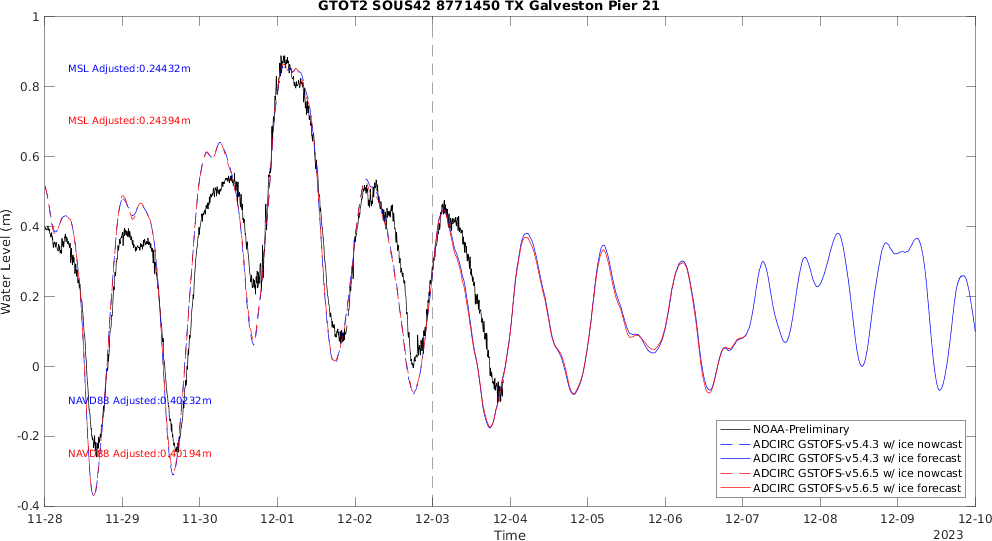 GTOT2 SOUS42 8771450 TX Galveston Pier 21
1
0.8
0.6
0.4
0.2
0
-0.2
-0.4
Water Level (m)
MSL Adjusted:0.24432m
MSL Adjusted:0.24394m
NAVD88 Adjusted:0.40232m
NAVD88 Adjusted:0.40194m
NOAA-Preliminary
ADCIRC GSTOFS-v5.4.3 w/ ice nowcast
ADCIRC GSTOFS-v5.4.3 w/ ice forecast
ADCIRC GSTOFS-v5.6.5 w/ ice nowcast
ADCIRC GSTOFS-v5.6.5 w/ ice forecast
11-28 11-29 11-30 12-01 12-02 12-03 12-04 12-05 12-06 12-07 12-08 12-09 12-10
Time
2023